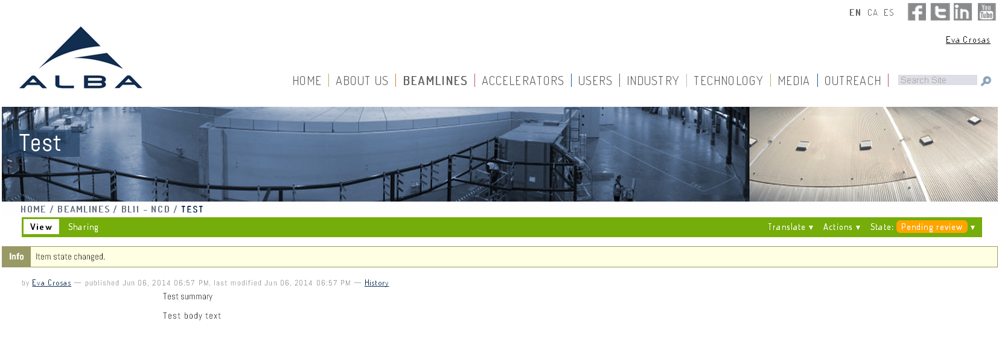 EN CA ES
You Tube
Eva Crosas
ALBA
HOME ABOUT US BEAMLINES ACCELERATORS USERS INDUSTRY TECHNOLOGY MEDIA OUTREACH Search Site
Test
HOME / BEAMLINES / BL11 - NCD / TEST
View Sharing Translate ▼ Actions ▼ State: Pending review ▼
Info Item state changed.
by Eva Crosas — published Jun 06, 2014 06:57 PM, last modified Jun 06, 2014 06:57 PM — History
Test summary
Test body text